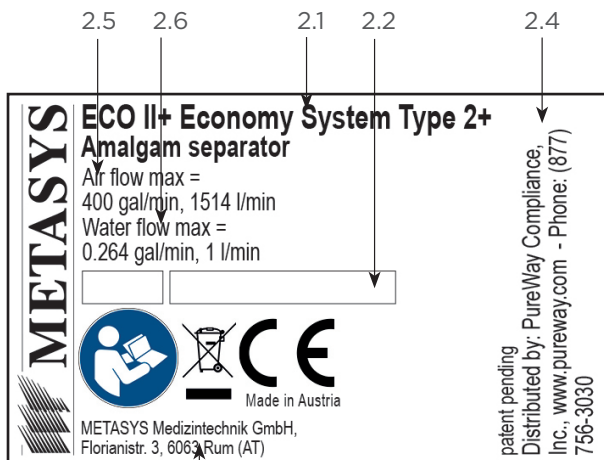 2.5 2.6 2.1 2.2 2.4
METASYS
ECO II+ Economy System Type 2+
Amalgam separator
Air flow max =
400 gal/min, 1514 l/min
Water flow max =
0.264 gal/min, 1 l/min
CE
Made in Austria
METASYS Medizintechnik GmbH,
Florianistr. 3, 6063 Rum (AT)
patent pending
Distributed by: PureWay Compliance,
Inc., www.pureway.com - Phone: (877)
756-3030